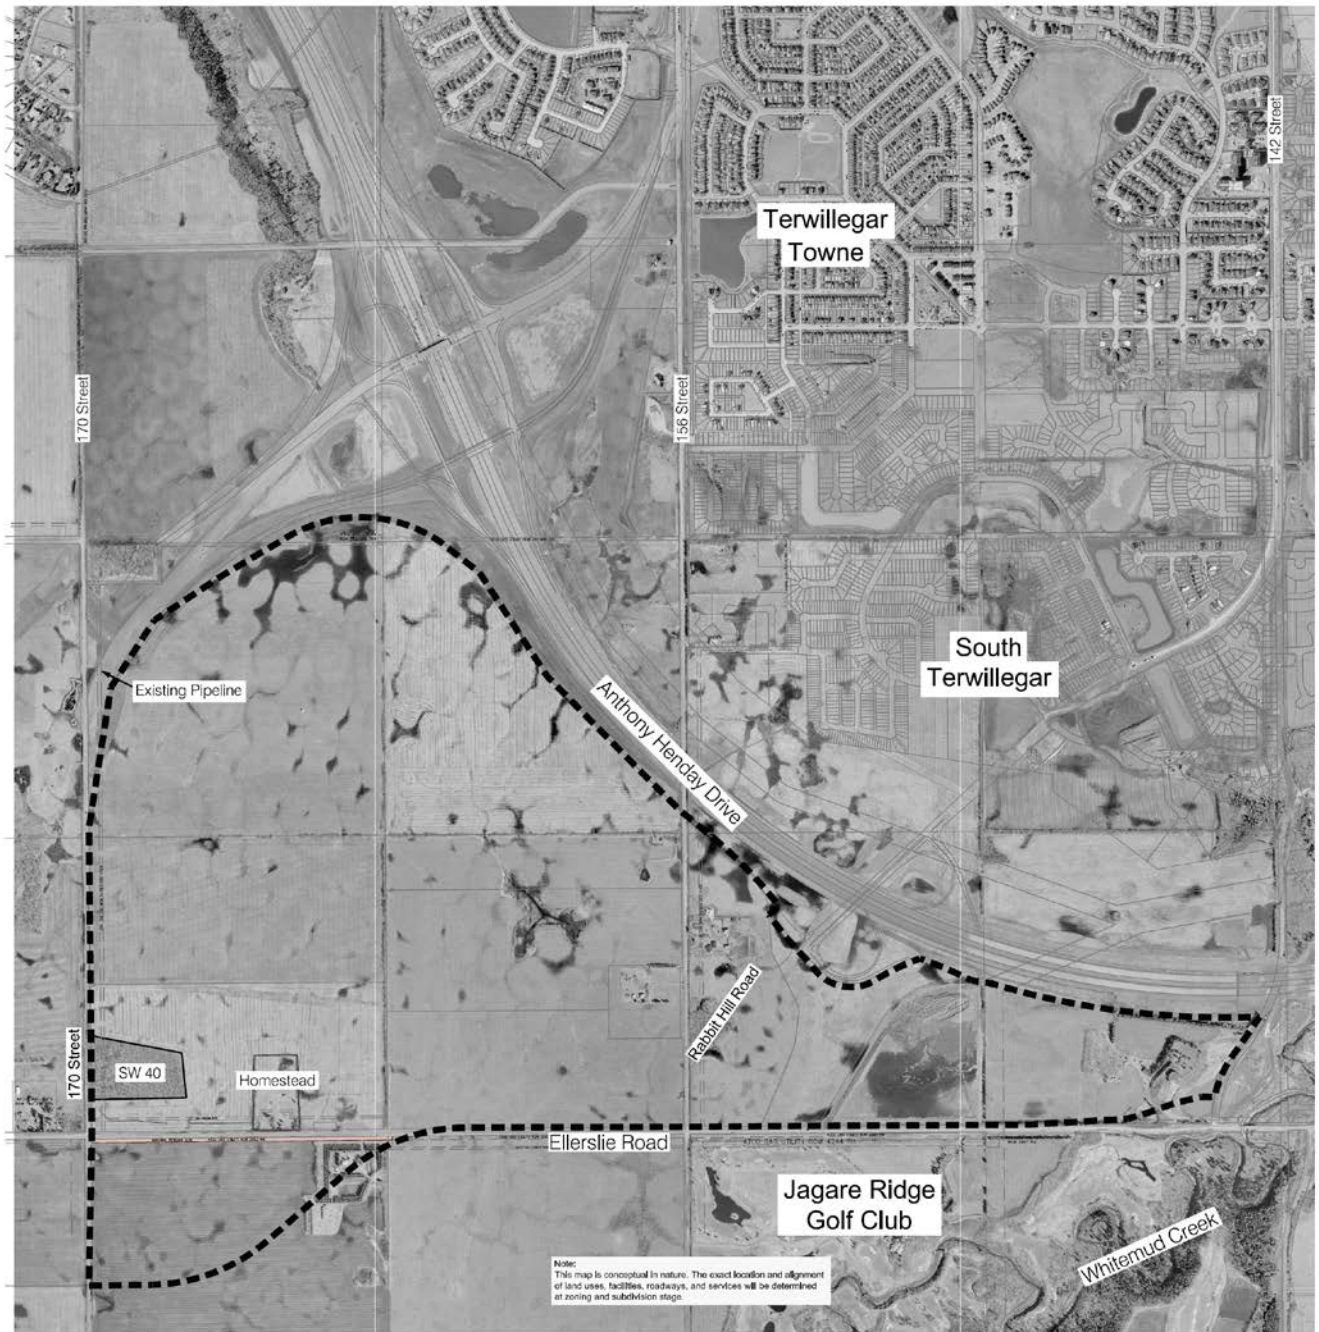 142 Street
Terwillegar
Towne
170 Street
156 Street
South
Terwillegar
Existing Pipeline
Anthony Henday Drive
Rabbit Hill Road
170 Street
SW 40
Homestead
Ellerslie Road
Jagare Ridge
Golf Club
Whitemud Creek
Note:
This map is conceptual in nature. The exact location and alignment
of land uses, facilities, roadways, and services will be determined
at zoning and subdivision stage.